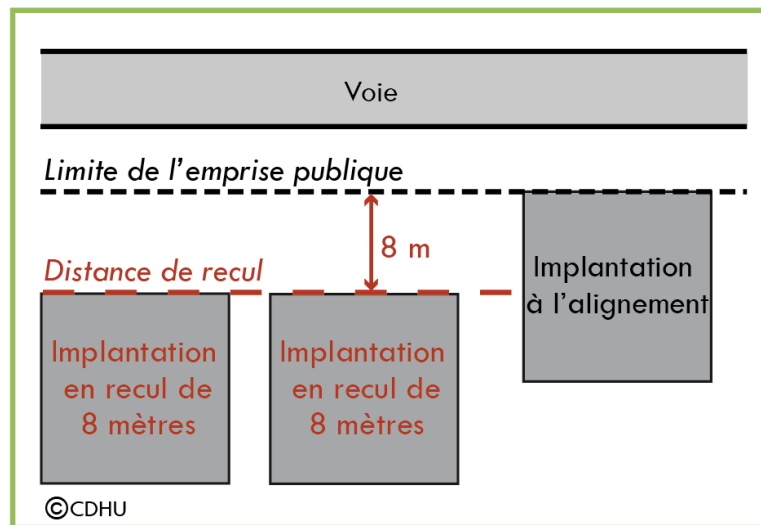 Voie
Limite de l'emprise publique
8 m
Distance de recul
Implantation
à l'alignement
Implantation
en recul de
8 mètres
Implantation
en recul de
8 mètres
©CDHU